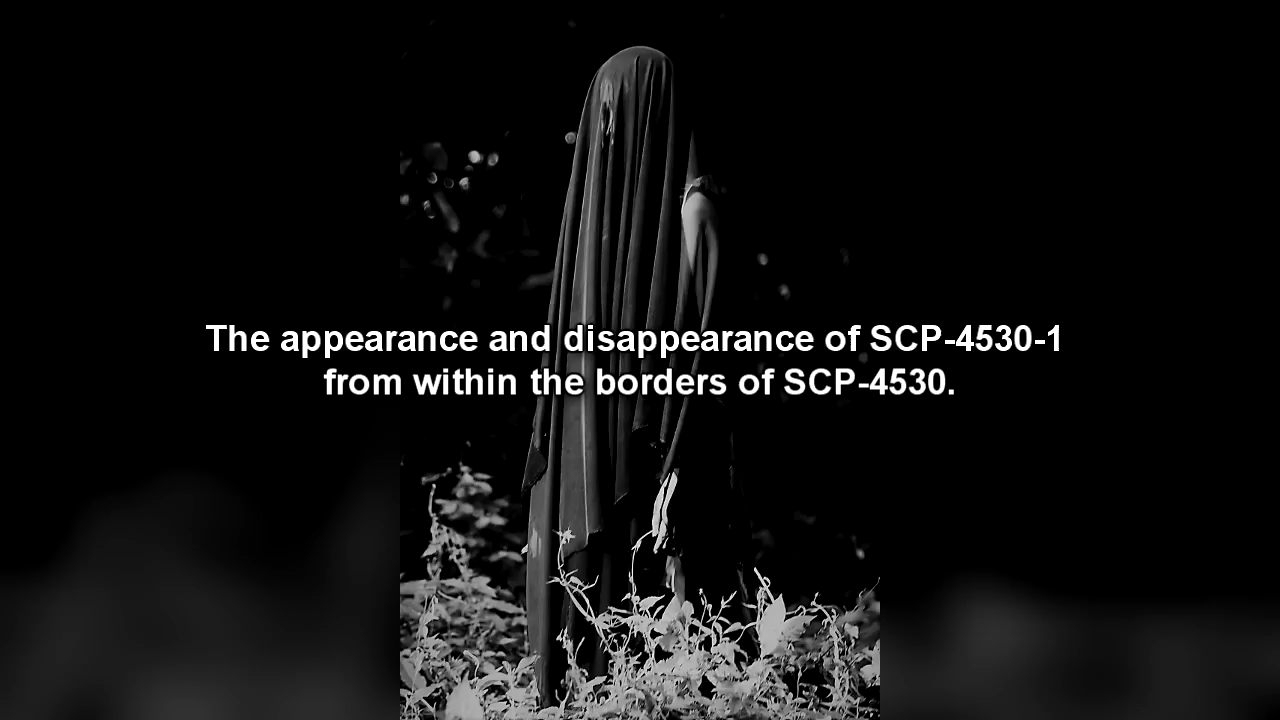 The appearance and disappearance of SCP-4530-1
from within the borders of SCP-4530.